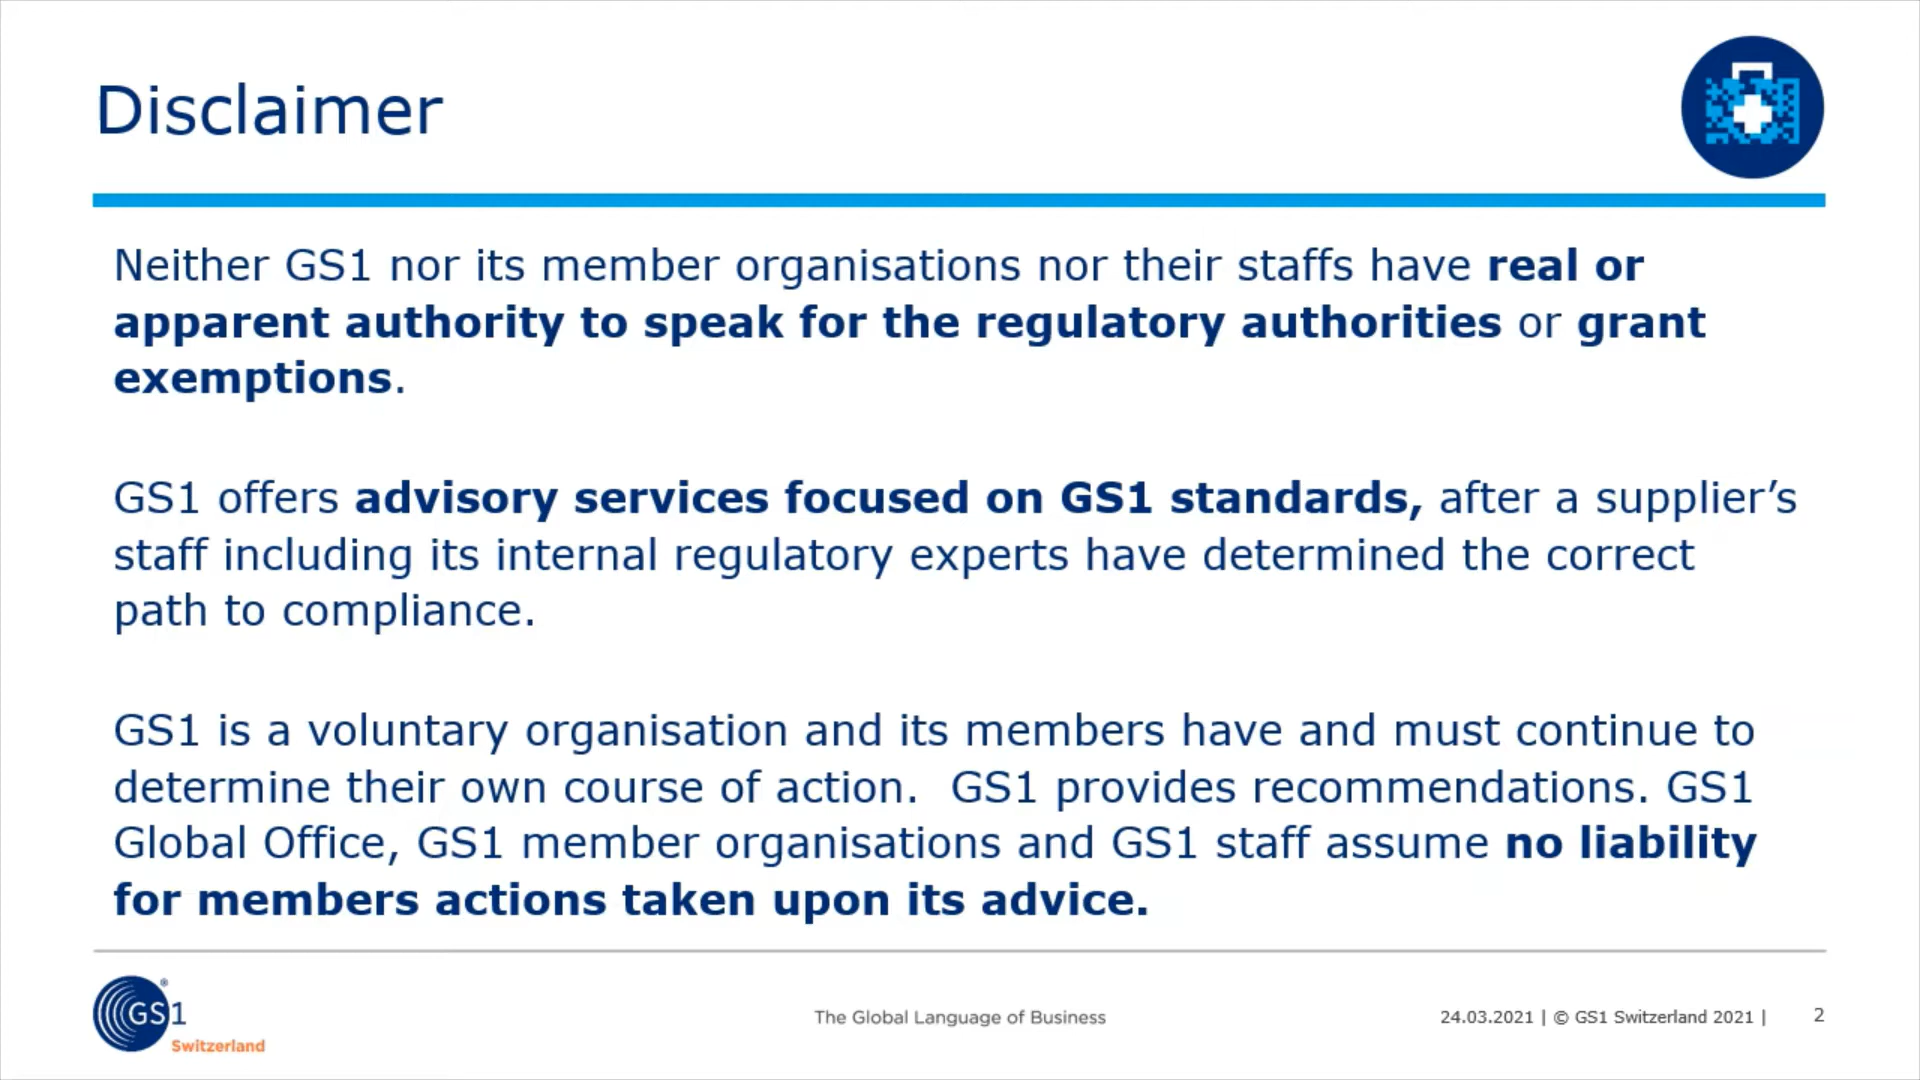 Disclaimer
Neither GS1 nor its member organisations nor their staffs have real or
apparent authority to speak for the regulatory authorities or grant
exemptions.
GS1 offers advisory services focused on GS1 standards, after a supplier’s
staff including its internal regulatory experts have determined the correct
path to compliance.
GS1 is a voluntary organisation and its members have and must continue to
determine their own course of action.  GS1 provides recommendations. GS1
Global Office, GS1 member organisations and GS1 staff assume no liability
for members actions taken upon its advice.
GS1®
Switzerland
The Global Language of Business
24.03.2021 | © GS1 Switzerland 2021 | 2